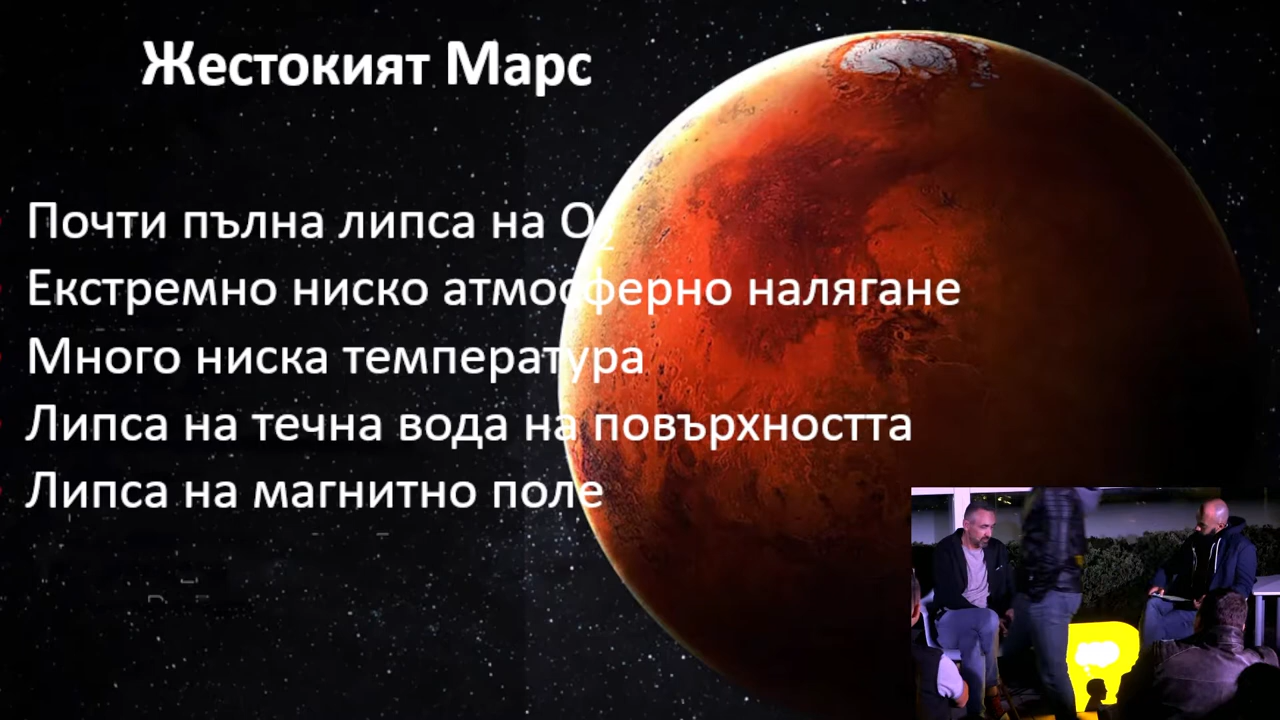 Жестокият Марс
Почти пълна липса на O₂
Екстремно ниско атмосферно налягане
Много ниска температура
Липса на течна вода на повърхността
Липса на магнитно поле